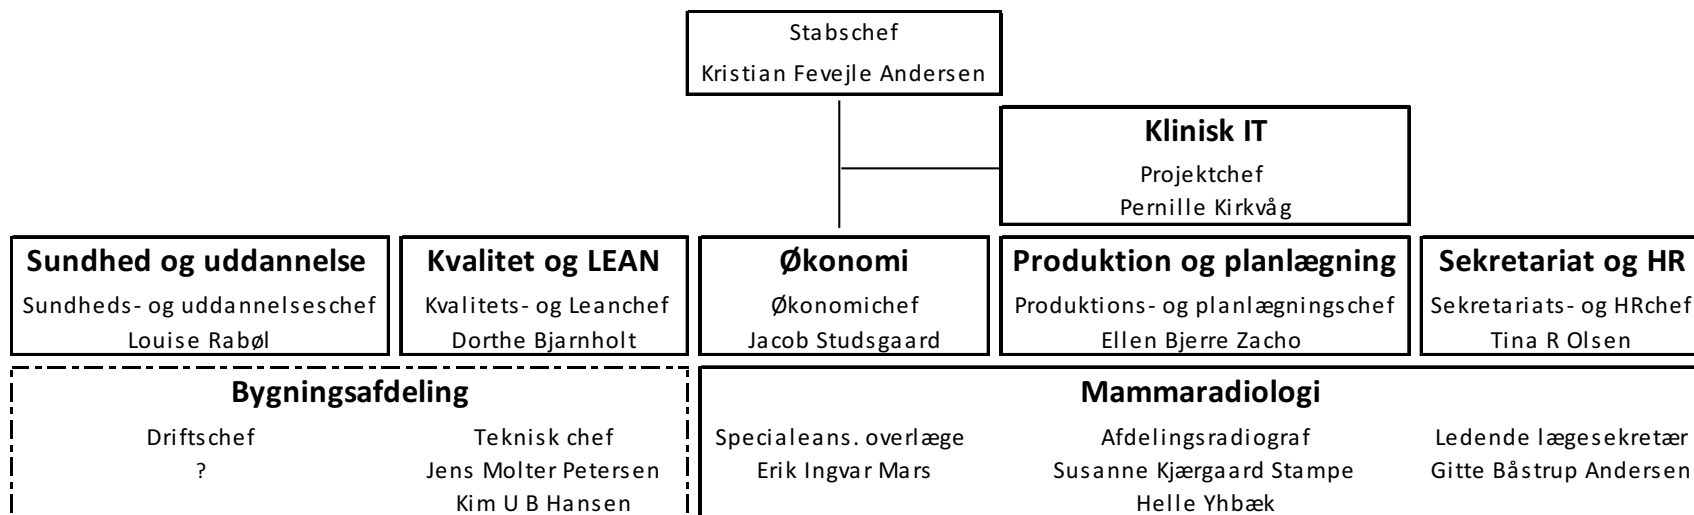 Stabschef
Kristian Fevejle Andersen
Klinisk IT
Projektchef
Pernille Kirkvåg
Sundhed og uddannelse
Sundheds- og uddannelseschef
Louise Rabøl
Kvalitet og LEAN
Kvalitets- og Leanchef
Dorthe Bjarnholt
Økonomi
Økonomichef
Jacob Studsgaard
Produktion og planlægning
Produktions- og planlægningschef
Ellen Bjerre Zacho
Sekretariat og HR
Sekretariats- og HRchef
Tina R Olsen
Bygningsafdeling
Driftschef
?
Teknisk chef
Jens Molter Petersen
Kim U B Hansen
Mammaradiologi
Specialeans. overlæge
Erik Ingvar Mars
Afdelingsradiograf
Susanne Kjærgaard Stampe
Helle Yhbæk
Ledende lægesekretær
Gitte Båstrup Andersen